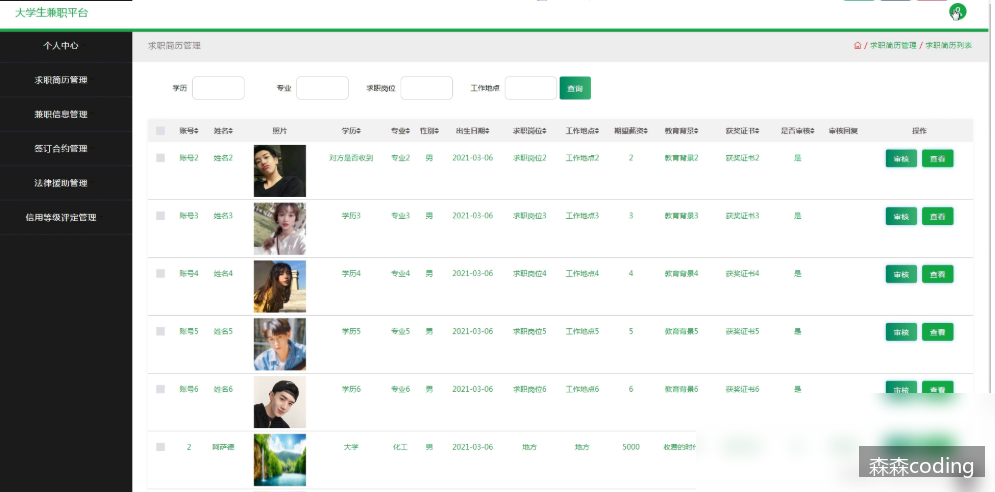 大学生兼职平台
个人中心
求职简历管理
兼职信息管理
签订合约管理
法律援助管理
信用等级评定管理
求职简历管理
/ 求职简历管理 / 求职简历列表
学历 专业 求职岗位 工作地点 查询
账号 姓名 照片 学历 专业 性别 出生日期 求职岗位 工作地点 期望薪资 教育背景 获奖证书 是否审核 审核回复 操作
账号2 姓名2 对方是否收到 专业2 男 2021-03-06 求职岗位2 工作地点2 2 教育背景2 获奖证书2 是 审核 查看
账号3 姓名3 学历3 专业3 男 2021-03-06 求职岗位3 工作地点3 3 教育背景3 获奖证书3 是 审核 查看
账号4 姓名4 学历4 专业4 男 2021-03-06 求职岗位4 工作地点4 4 教育背景4 获奖证书4 是 审核 查看
账号5 姓名5 学历5 专业5 男 2021-03-06 求职岗位5 工作地点5 5 教育背景5 获奖证书5 是 审核 查看
账号6 姓名6 学历6 专业6 男 2021-03-06 求职岗位6 工作地点6 6 教育背景6 获奖证书6 是 审核 查看
2 阿萨德 大学 化工 男 2021-03-06 地方 地方 5000
森森coding